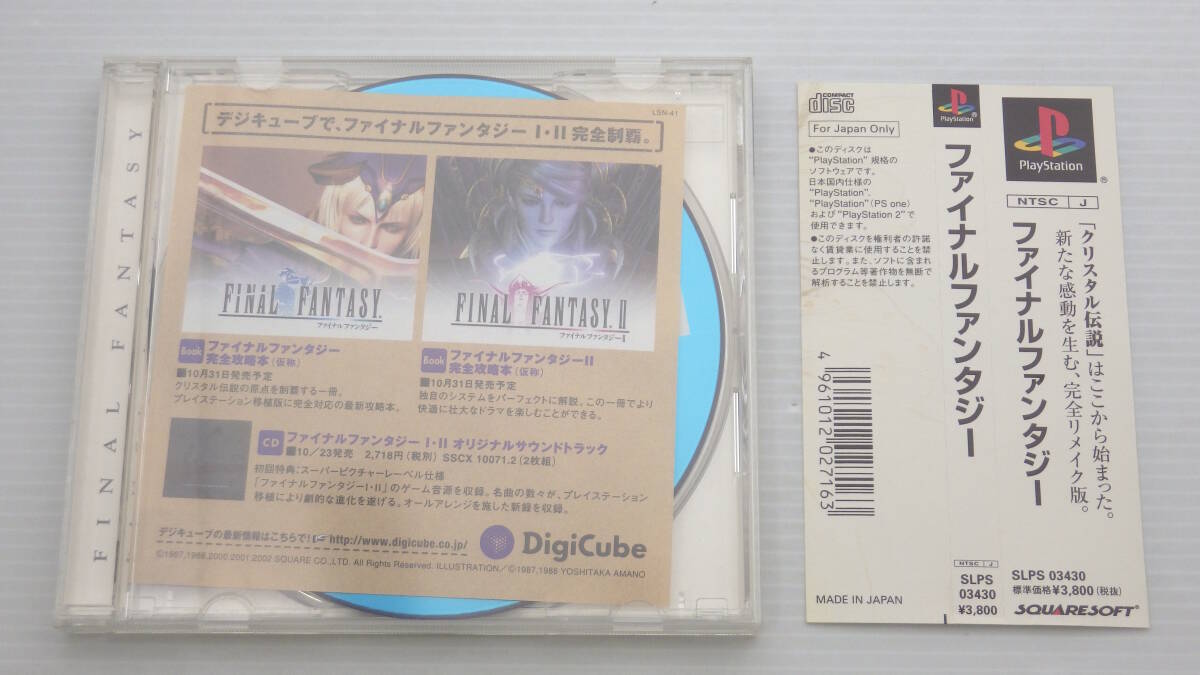 FINAL FANTASY
LSN-41
デジキューブで、ファイナルファンタジー I・II 完全制覇。
FINAL FANTASY.
ファイナルファンタジー
FINAL FANTASY. II
ファイナルファンタジーII
Book ファイナルファンタジー
完全攻略本(仮称)
■10月31日発売予定
クリスタル伝説の原点を制覇する一冊。
プレイステーション移植版に完全対応の最新攻略本。
Book ファイナルファンタジーII
完全攻略本(仮称)
■10月31日発売予定
独自のシステムをパーフェクトに解説。この一冊でより
快適に壮大なドラマを楽しむことができる。
CD ファイナルファンタジー I・II オリジナルサウンドトラック
■10/23発売 2,718円(税別) SSCX 10071.2(2枚組)
初回特典:スーパーピクチャーレーベル仕様
「ファイナルファンタジーI・II」のゲーム音源を収録。名曲の数々が、プレイステーション
移植により劇的な進化を遂げる。オールアレンジを施した新録を収録。
デジキューブの最新情報はこちらで! http://www.digicube.co.jp/
DigiCube
©1987,1988,2000,2001,2002 SQUARE CO.,LTD. All Rights Reserved. ILLUSTRATION/©1987,1988 YOSHITAKA AMANO
COMPACT
disc
For Japan Only
●このディスクは
"PlayStation" 規格の
ソフトウェアです。
日本国内仕様の
"PlayStation"、
"PlayStation"(PS one)
および"PlayStation 2"で
使用できます。
●このディスクを権利者の許諾
なく賃貸業に使用することを禁
止します。また、ソフトに含まれ
るプログラム等著作物を無断で
解析することを禁止します。
4 961012 027163
MADE IN JAPAN
PlayStation
ファイナルファンタジー
NTSC J
SLPS
03430
¥3,800
PlayStation
®
NTSC J
「クリスタル伝説」はここから始まった。
新たな感動を生む、完全リメイク版。
ファイナルファンタジー
SLPS 03430
標準価格¥3,800(税抜)
SQUARESOFT®